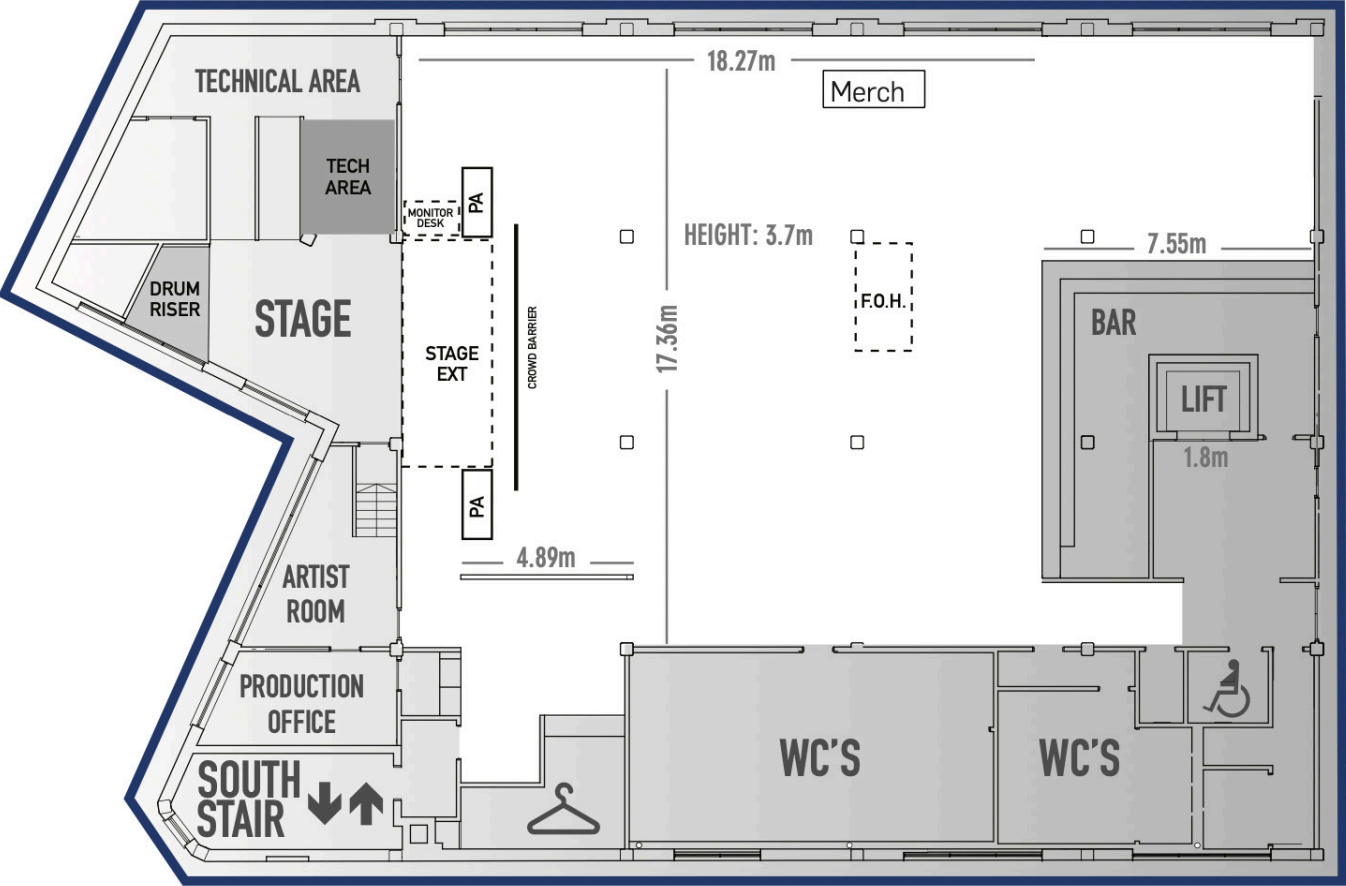 18.27m
TECHNICAL AREA
Merch
TECH
AREA
PA
MONITOR
DESK
HEIGHT: 3.7m
7.55m
DRUM
RISER
STAGE
F.O.H.
BAR
STAGE
EXT
CROWD BARRIER
17.36m
LIFT
1.8m
PA
4.89m
ARTIST
ROOM
PRODUCTION
OFFICE
WC'S
WC'S
SOUTH
STAIR